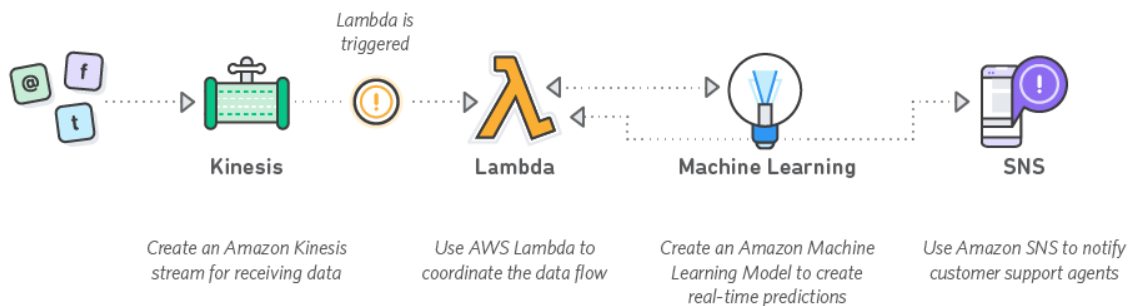 Lambda is
triggered
@
f
t
Kinesis
Lambda
Machine Learning
SNS
Create an Amazon Kinesis
stream for receiving data
Use AWS Lambda to
coordinate the data flow
Create an Amazon Machine
Learning Model to create
real-time predictions
Use Amazon SNS to notify
customer support agents